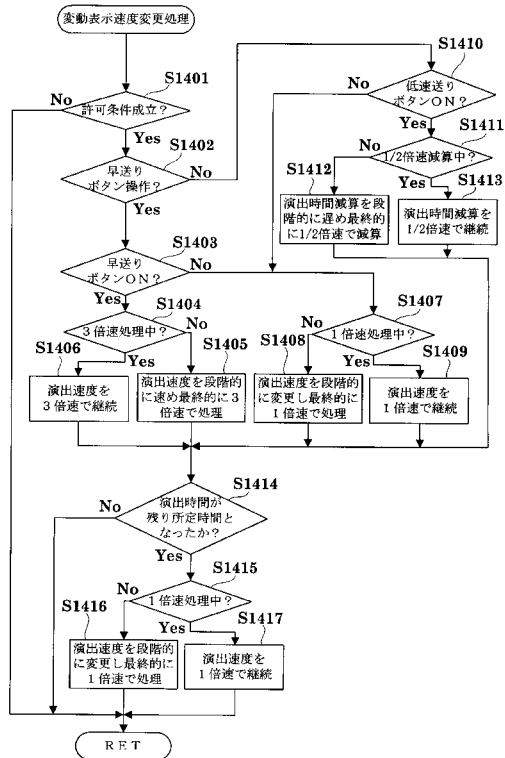 変動表示速度変更処理
S1401
許可条件成立？
No
Yes
S1402
早送り
ボタン操作？
No
Yes
S1403
早送り
ボタンON？
No
Yes
S1404
3倍速処理中？
No
Yes
S1405
演出速度を段階的
に速め最終的に3
倍速で処理
S1406
演出速度を
3倍速で継続
S1407
1倍速処理中？
No
Yes
S1408
演出速度を段階的
に変更し最終的に
1倍速で処理
S1409
演出速度を
1倍速で継続
S1410
低速送り
ボタンON？
No
Yes
S1411
1/2倍速減算中？
No
Yes
S1412
演出時間減算を段
階的に遅め最終的
に1/2倍速で減算
S1413
演出時間減算を
1/2倍速で継続
S1414
演出時間が
残り所定時間と
なったか？
No
Yes
S1415
1倍速処理中？
No
Yes
S1416
演出速度を段階的
に変更し最終的に
1倍速で処理
S1417
演出速度を
1倍速で継続
RET